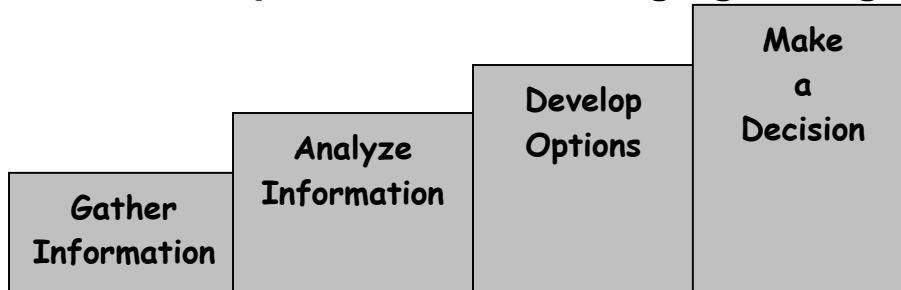 Gather
Information
Analyze
Information
Develop
Options
Make
a
Decision